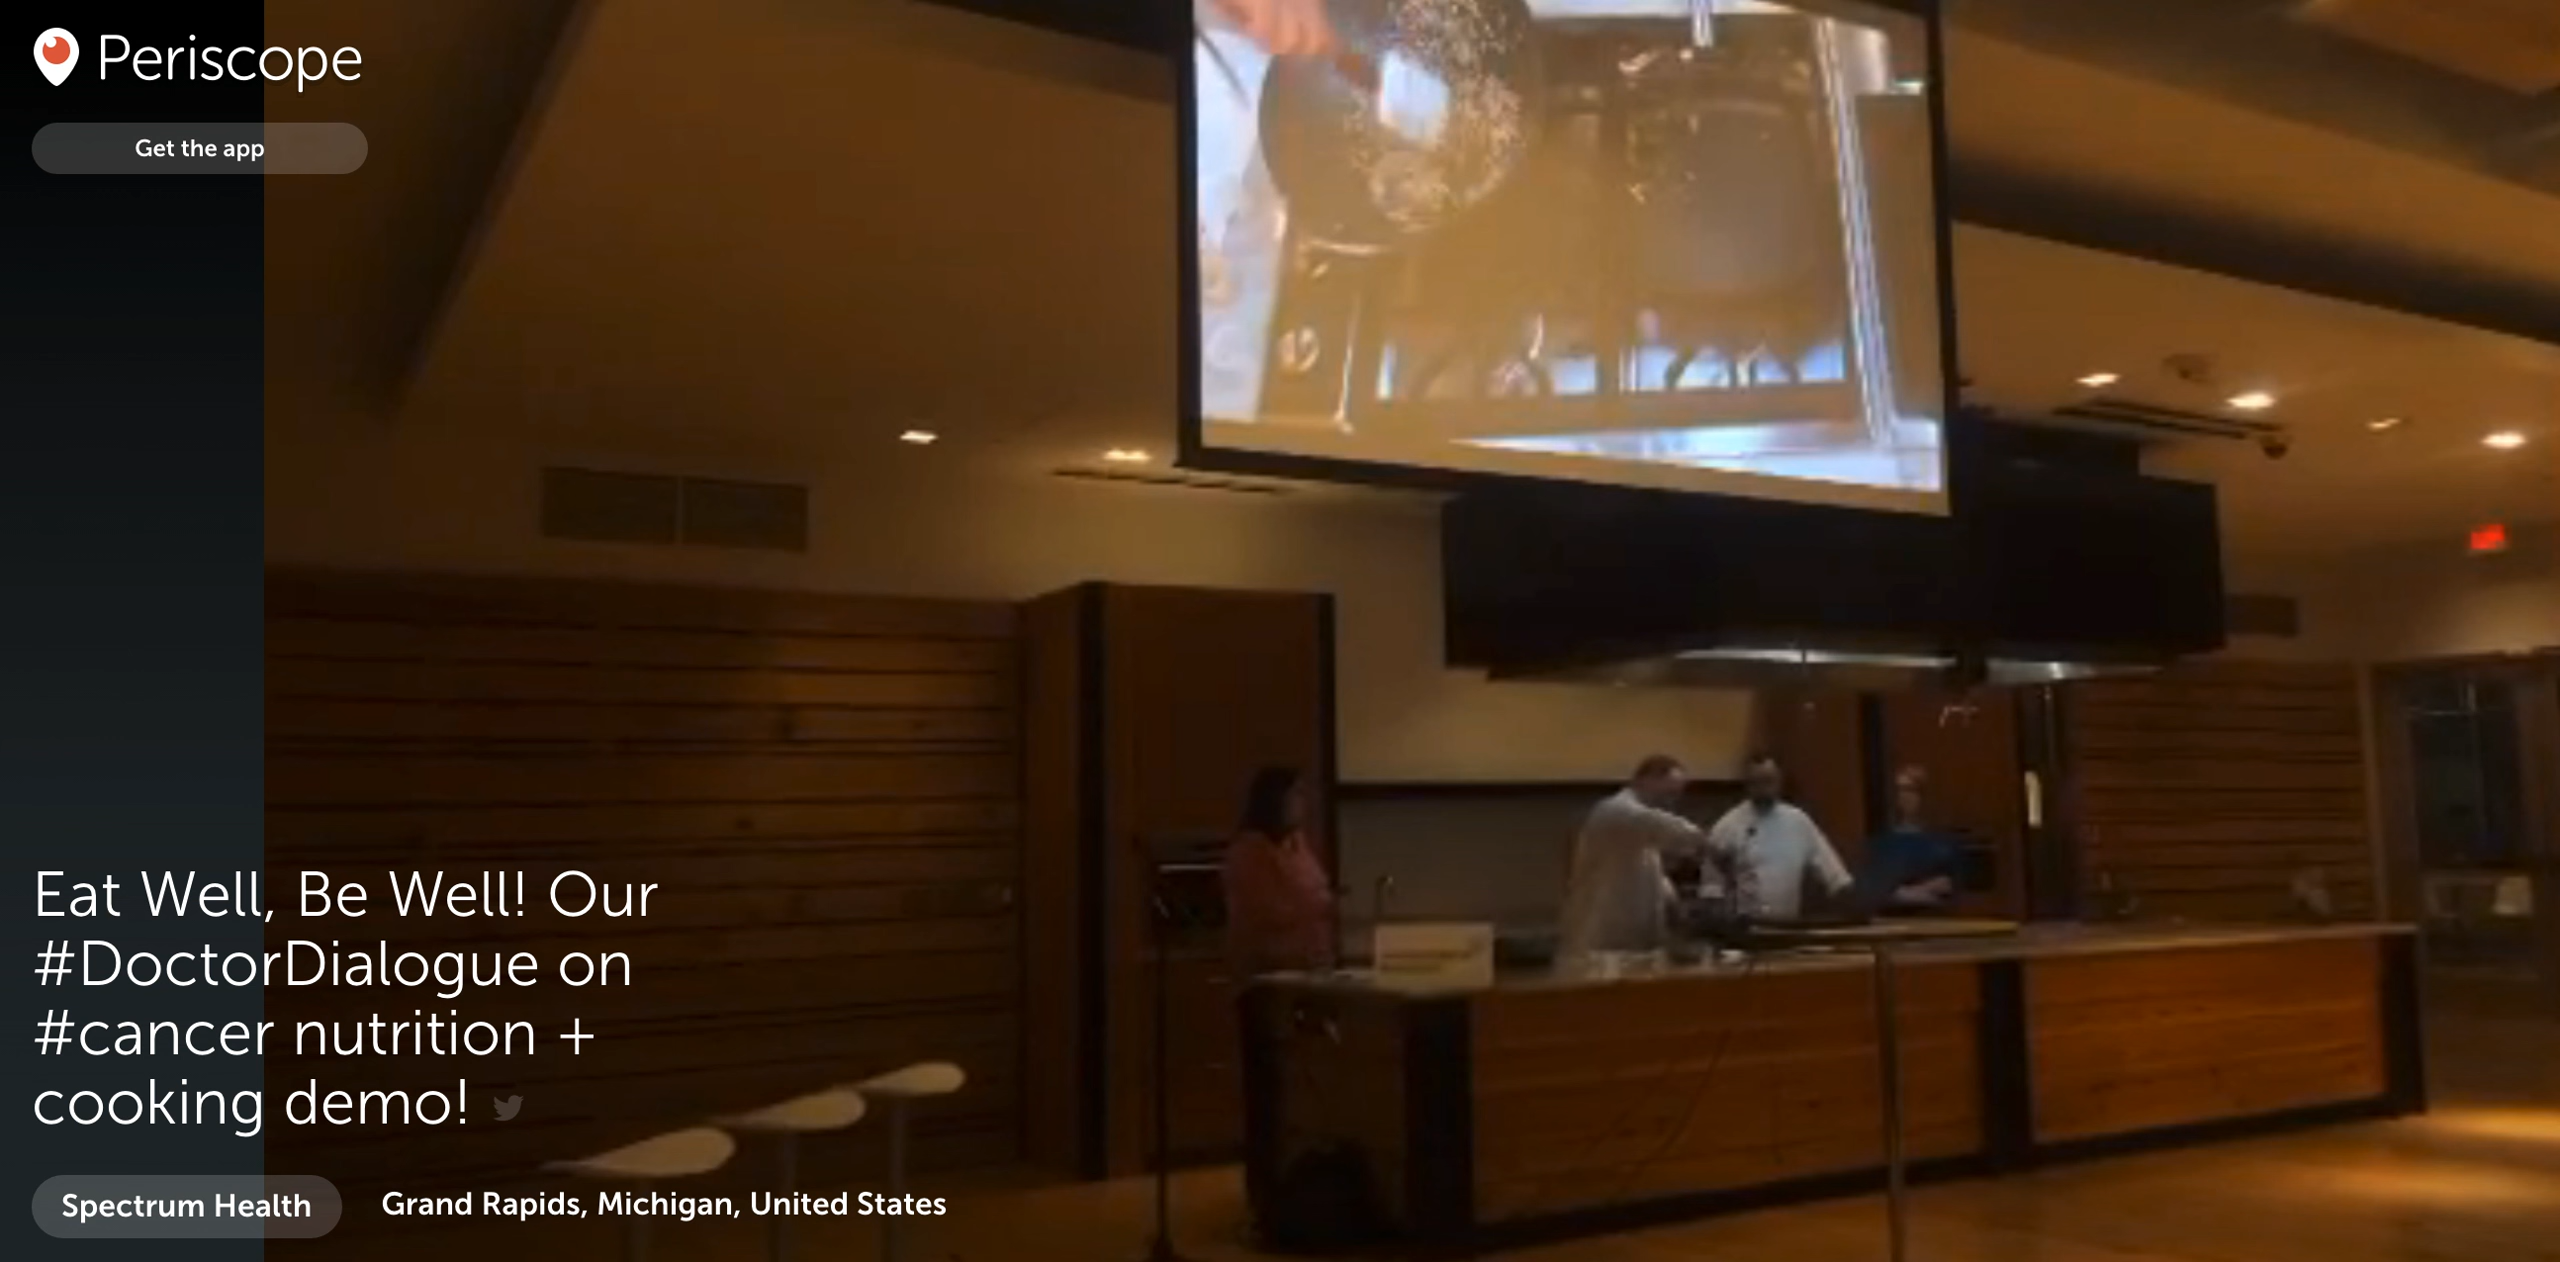 Periscope
Get the app
Eat Well, Be Well! Our
#DoctorDialogue on
#cancer nutrition +
cooking demo!
Spectrum Health
Grand Rapids, Michigan, United States